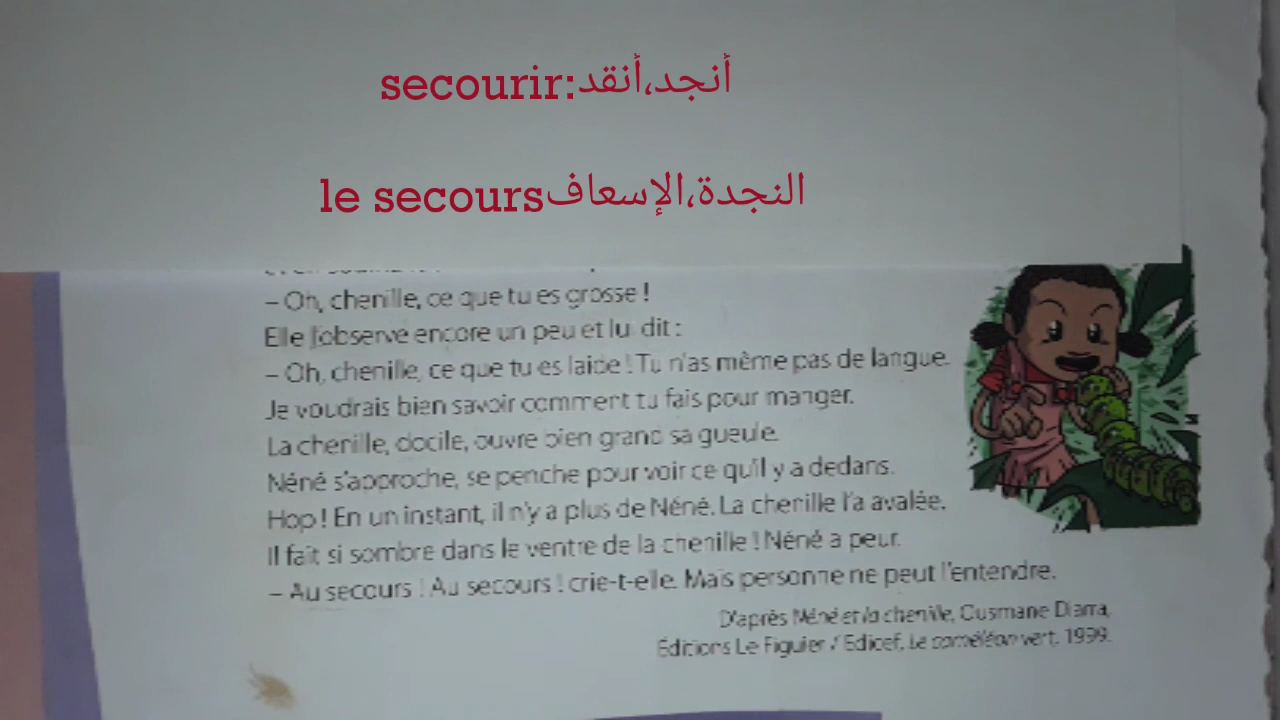 secourir:أنجد،أنقد
le secoursالنجدة،الإسعاف
– Oh, chenille, ce que tu es grosse !
Elle l'observe encore un peu et lui dit :
– Oh, chenille, ce que tu es laide ! Tu n'as même pas de langue.
Je voudrais bien savoir comment tu fais pour manger.
La chenille, docile, ouvre bien grand sa gueule.
Néné s'approche, se penche pour voir ce qu'il y a dedans.
Hop ! En un instant, il n'y a plus de Néné. La chenille l'a avalée.
Il fait si sombre dans le ventre de la chenille ! Néné a peur.
– Au secours ! Au secours ! crie-t-elle. Mais personne ne peut l'entendre.
D'après Néné et la chenille, Ousmane Diarra,
Éditions Le Figuier / Edicef, Le caméléon vert, 1999.